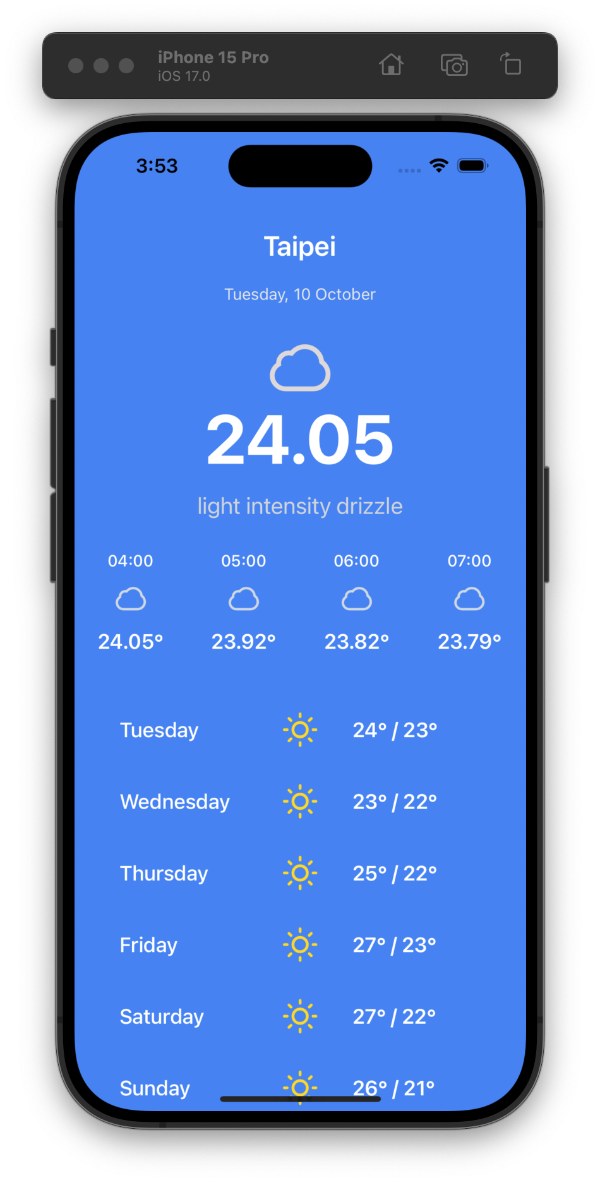 iPhone 15 Pro
iOS 17.0
3:53
Taipei
Tuesday, 10 October
24.05
light intensity drizzle
04:00 05:00 06:00 07:00
24.05° 23.92° 23.82° 23.79°
Tuesday 24° / 23°
Wednesday 23° / 22°
Thursday 25° / 22°
Friday 27° / 23°
Saturday 27° / 22°
Sunday 26° / 21°